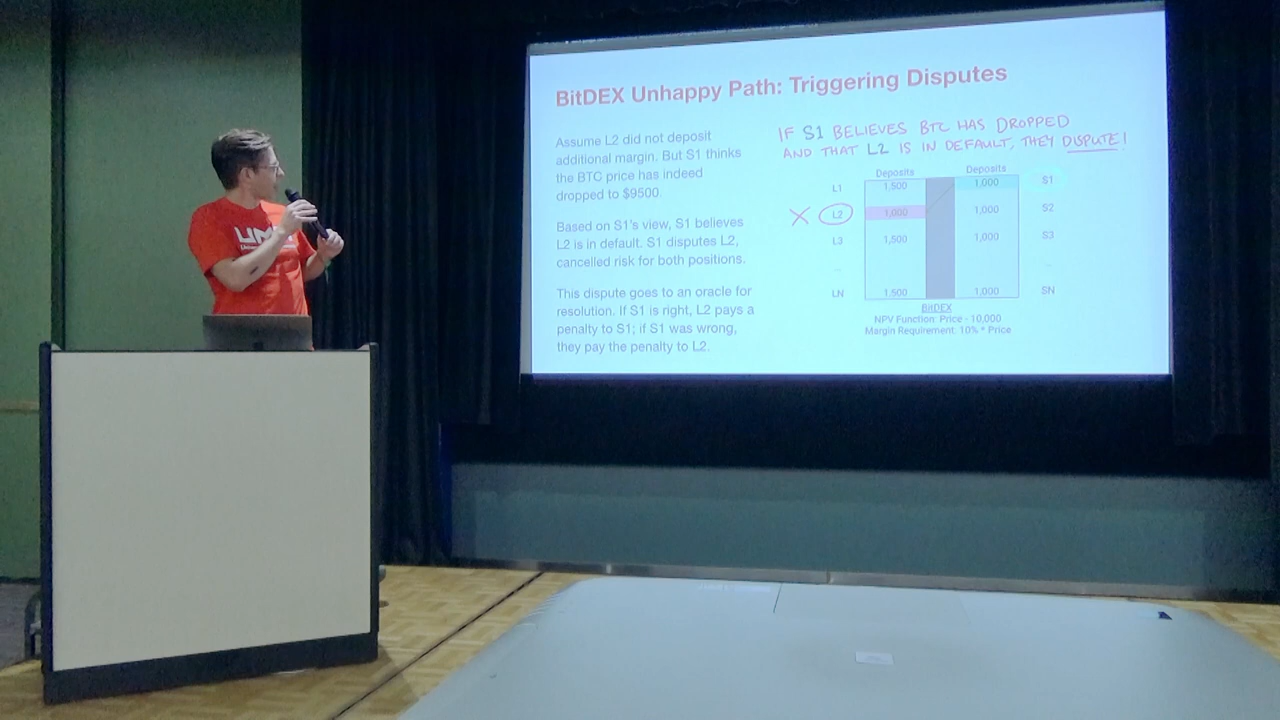 BitDEX Unhappy Path: Triggering Disputes
Assume L2 did not deposit
additional margin. But S1 thinks
the BTC price has indeed
dropped to $9500.
Based on S1's view, S1 believes
L2 is in default. S1 disputes L2,
cancelled risk for both positions.
This dispute goes to an oracle for
resolution. If S1 is right, L2 pays a
penalty to S1; if S1 was wrong,
they pay the penalty to L2.
IF S1 BELIEVES BTC HAS DROPPED
AND THAT L2 IS IN DEFAULT, THEY DISPUTE!
Deposits Deposits
L1 1,500 1,000 S1
X L2 1,000 1,000 S2
L3 1,500 1,000 S3
... ...
LN 1,500 1,000 SN
BitDEX
NPV Function: Price - 10,000
Margin Requirement: 10% * Price
UMA